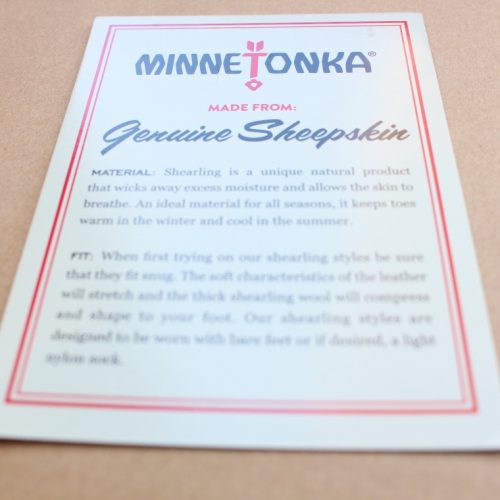 MINNETONKA®
MADE FROM:
Genuine Sheepskin
MATERIAL: Shearling is a unique natural product
that wicks away excess moisture and allows the skin to
breathe. An ideal material for all seasons, it keeps toes
warm in the winter and cool in the summer.
FIT: When first trying on our shearling styles be sure
that they fit snug. The soft characteristics of the leather
will stretch and the thick shearling wool will compress
and shape to your foot. Our shearling styles are
designed to be worn with bare feet or if desired, a light
nylon sock.